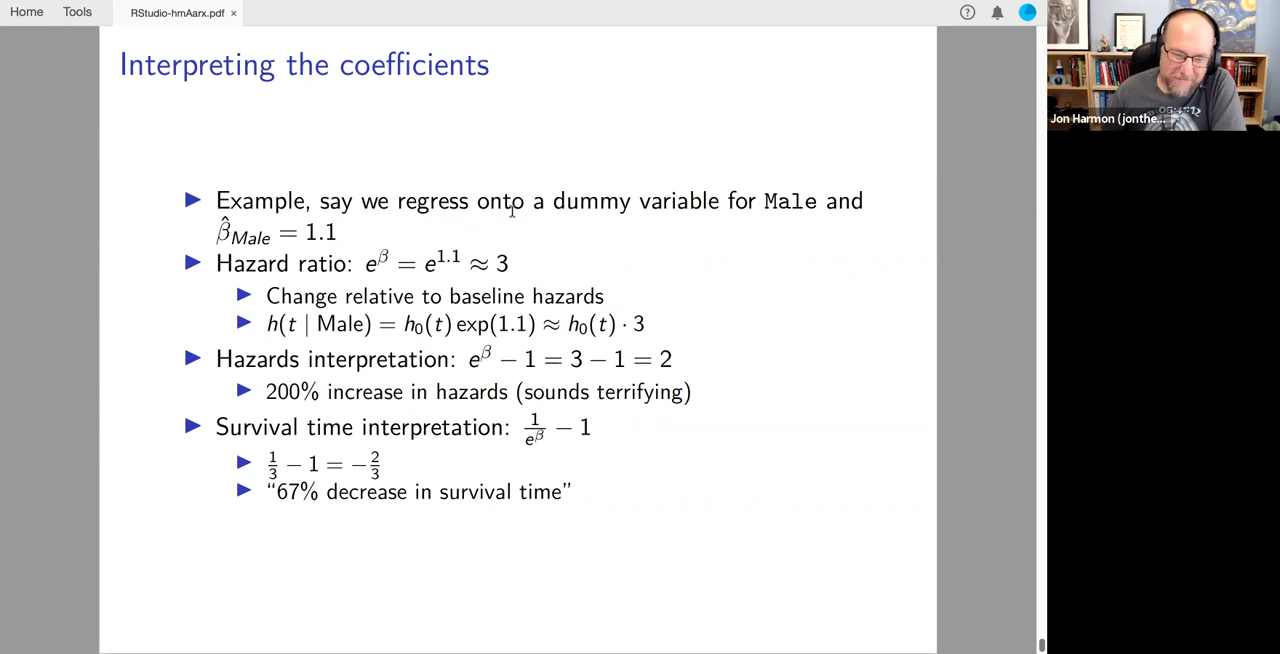 Home Tools RStudio-hmAarx.pdf ×
Interpreting the coefficients
Example, say we regress onto a dummy variable for Male and
β̂_Male = 1.1
Hazard ratio: e^β = e^1.1 ≈ 3
Change relative to baseline hazards
h(t | Male) = h₀(t) exp(1.1) ≈ h₀(t) · 3
Hazards interpretation: e^β − 1 = 3 − 1 = 2
200% increase in hazards (sounds terrifying)
Survival time interpretation: 1/e^β − 1
1/3 − 1 = −2/3
“67% decrease in survival time”
Jon Harmon (jonthe...